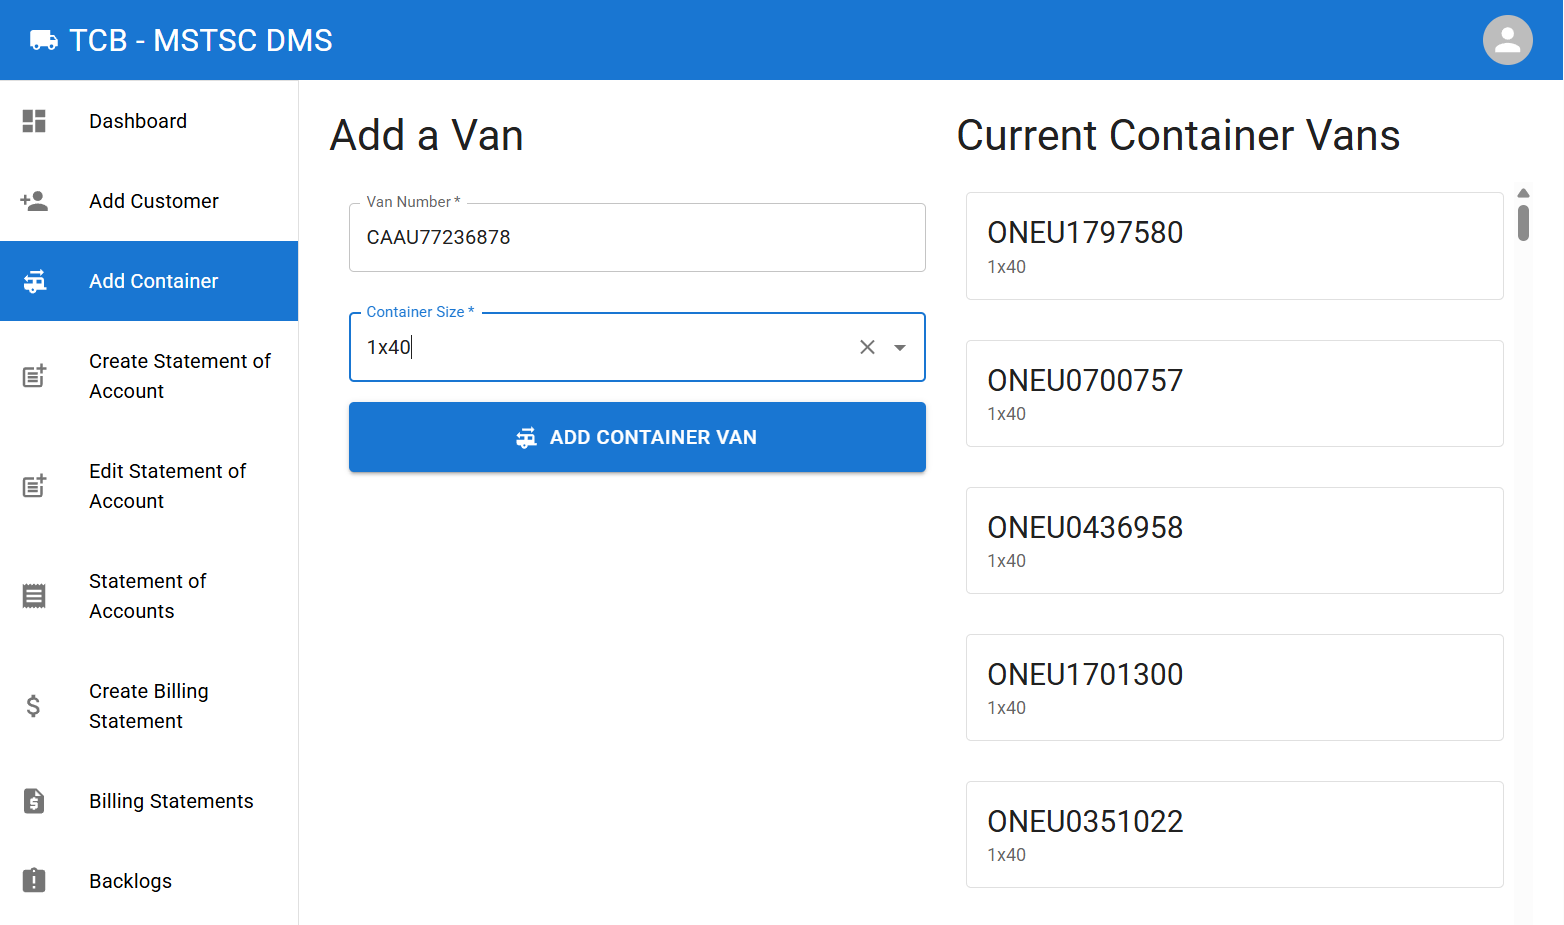 TCB - MSTSC DMS
Dashboard
Add Customer
Add Container
Create Statement of
Account
Edit Statement of
Account
Statement of
Accounts
Create Billing
Statement
Billing Statements
Backlogs
Add a Van
Van Number *
CAAU77236878
Container Size *
1x40
ADD CONTAINER VAN
Current Container Vans
ONEU1797580
1x40
ONEU0700757
1x40
ONEU0436958
1x40
ONEU1701300
1x40
ONEU0351022
1x40